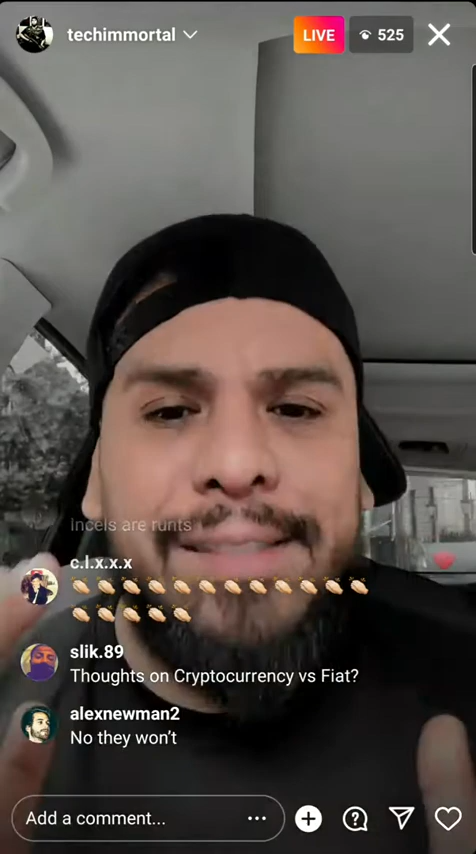 techimmortal
LIVE
525
Incels are runts
c.l.x.x.x
👏👏👏👏👏👏👏👏👏👏👏👏
👏👏👏👏👏
slik.89
Thoughts on Cryptocurrency vs Fiat?
alexnewman2
No they won't
Add a comment...